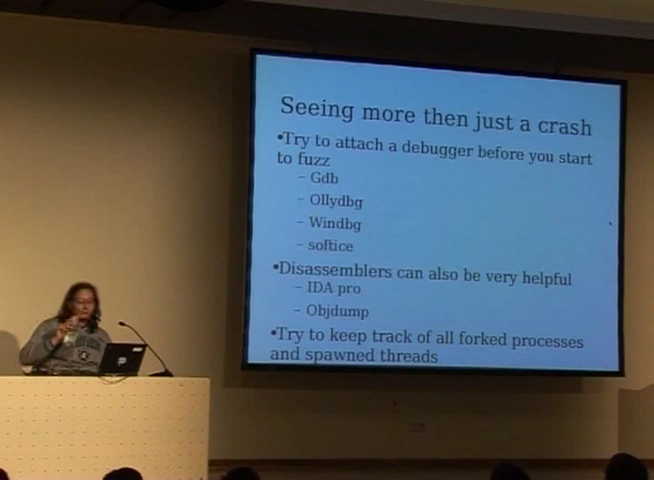 Seeing more then just a crash
•Try to attach a debugger before you start
to fuzz
– Gdb
– Ollydbg
– Windbg
– softice
•Disassemblers can also be very helpful
– IDA pro
– Objdump
•Try to keep track of all forked processes
and spawned threads